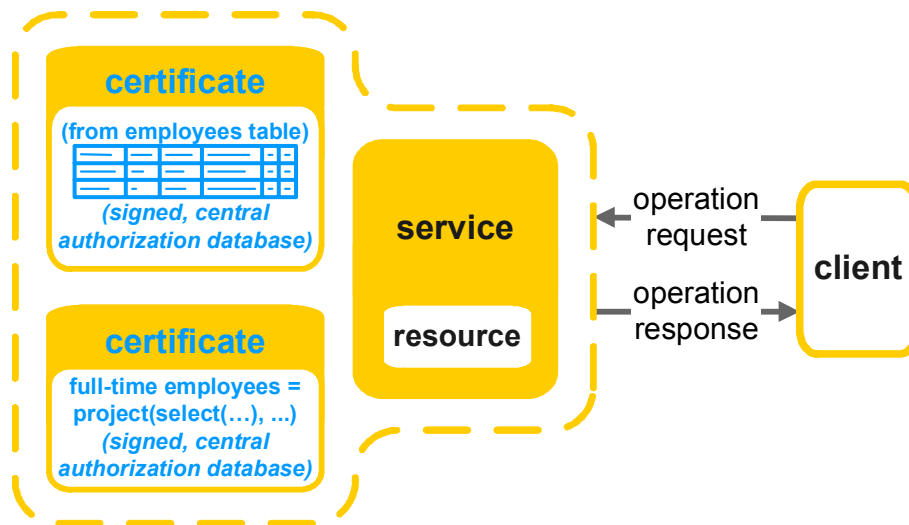 certificate
(from employees table)
(signed, central
authorization database)
certificate
full-time employees =
project(select(…), ...)
(signed, central
authorization database)
service
resource
operation
request
operation
response
client